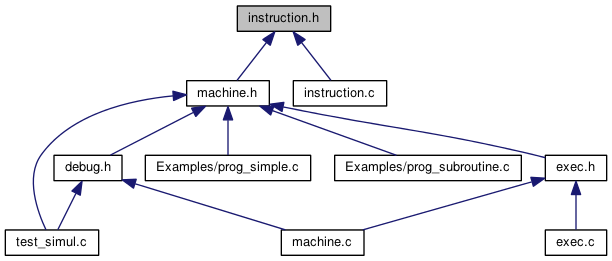 instruction.h
machine.h
instruction.c
debug.h
Examples/prog_simple.c
Examples/prog_subroutine.c
exec.h
test_simul.c
machine.c
exec.c